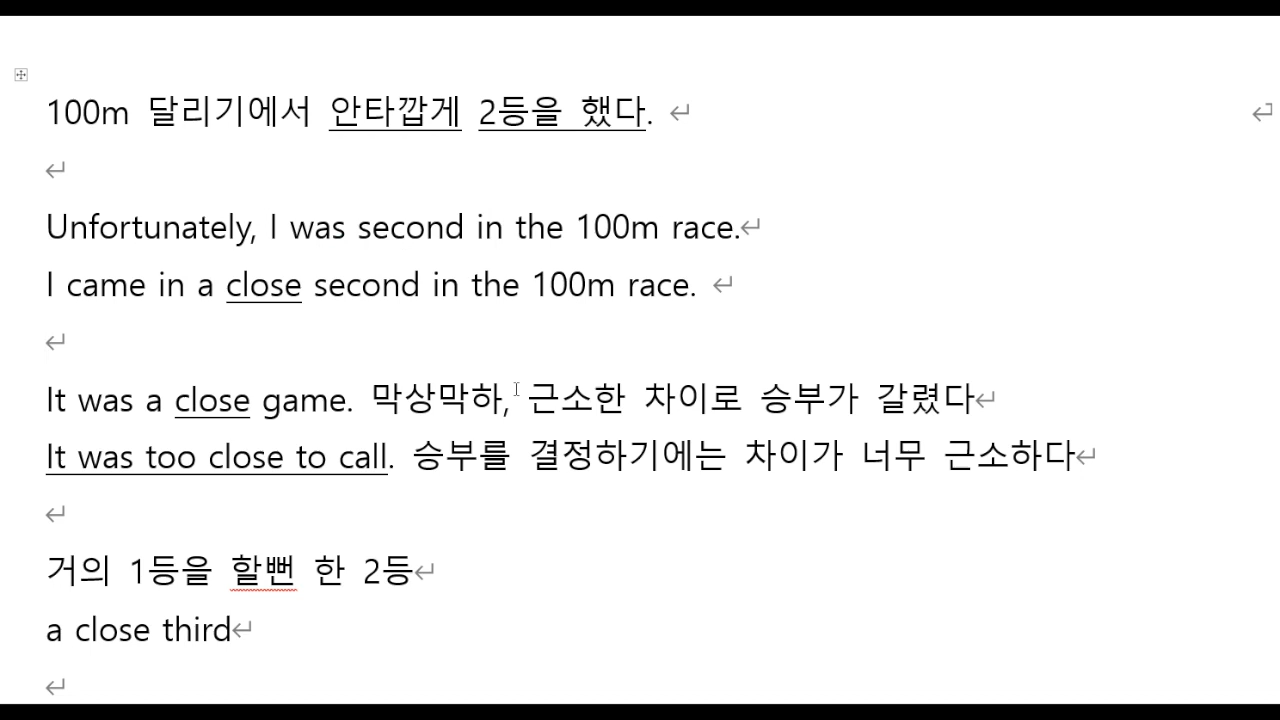 100m 달리기에서 안타깝게 2등을 했다.
Unfortunately, I was second in the 100m race.
I came in a close second in the 100m race.
It was a close game. 막상막하, 근소한 차이로 승부가 갈렸다
It was too close to call. 승부를 결정하기에는 차이가 너무 근소하다
거의 1등을 할뻔 한 2등
a close third